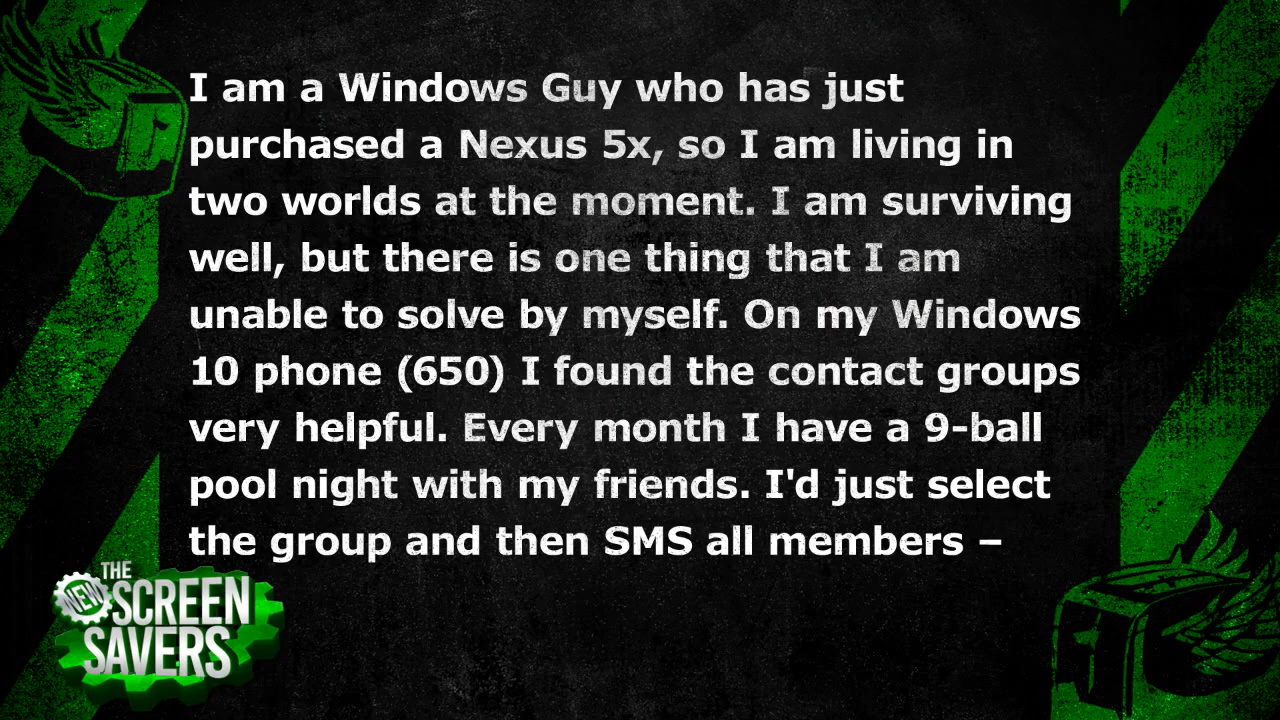 I am a Windows Guy who has just
purchased a Nexus 5x, so I am living in
two worlds at the moment. I am surviving
well, but there is one thing that I am
unable to solve by myself. On my Windows
10 phone (650) I found the contact groups
very helpful. Every month I have a 9-ball
pool night with my friends. I'd just select
the group and then SMS all members –
THE
NEW SCREEN
SAVERS